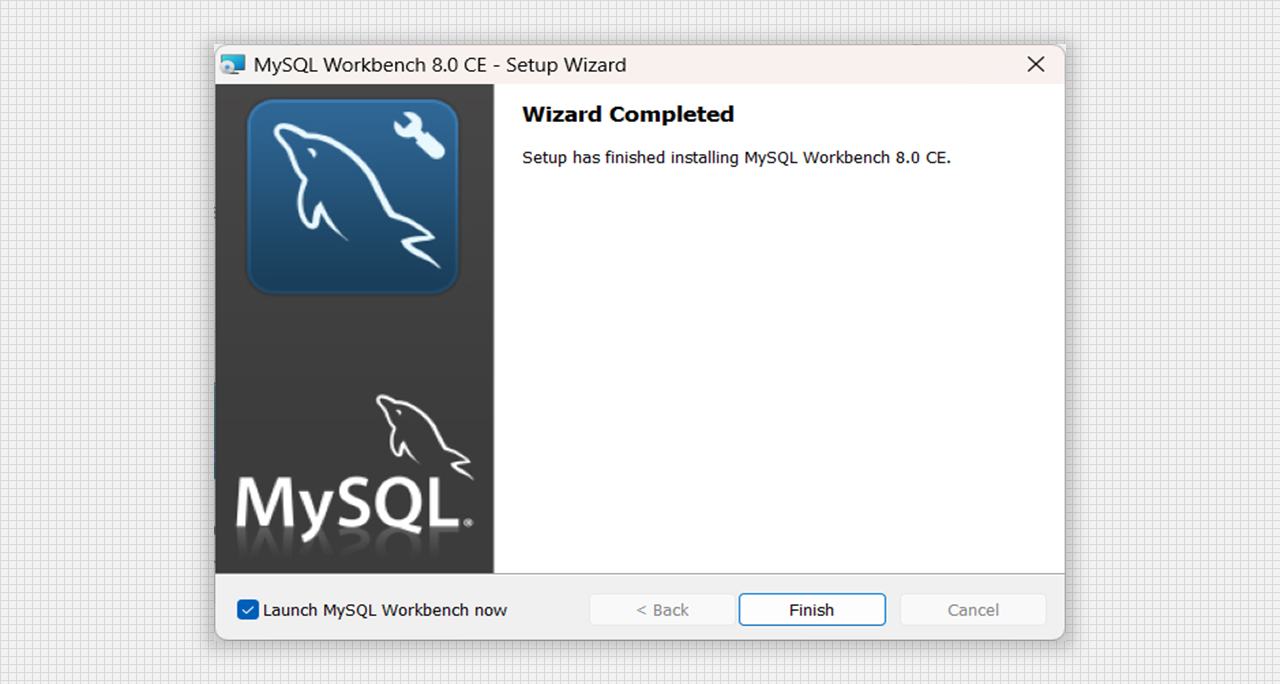 MySQL Workbench 8.0 CE - Setup Wizard
Wizard Completed
Setup has finished installing MySQL Workbench 8.0 CE.
MySQL®
Launch MySQL Workbench now
< Back
Finish
Cancel